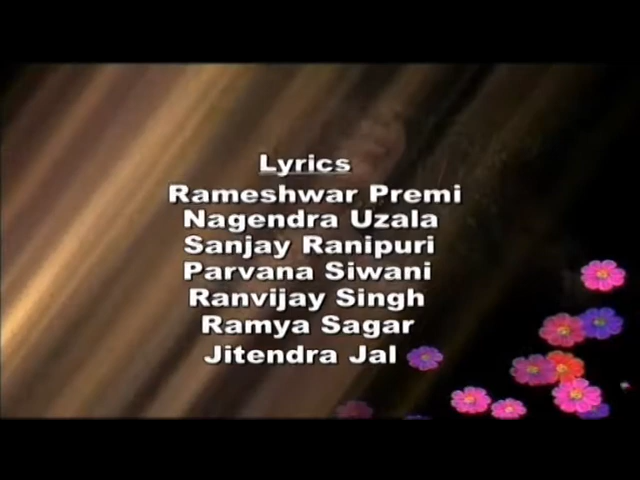 Lyrics
Rameshwar Premi
Nagendra Uzala
Sanjay Ranipuri
Parvana Siwani
Ranvijay Singh
Ramya Sagar
Jitendra Jal